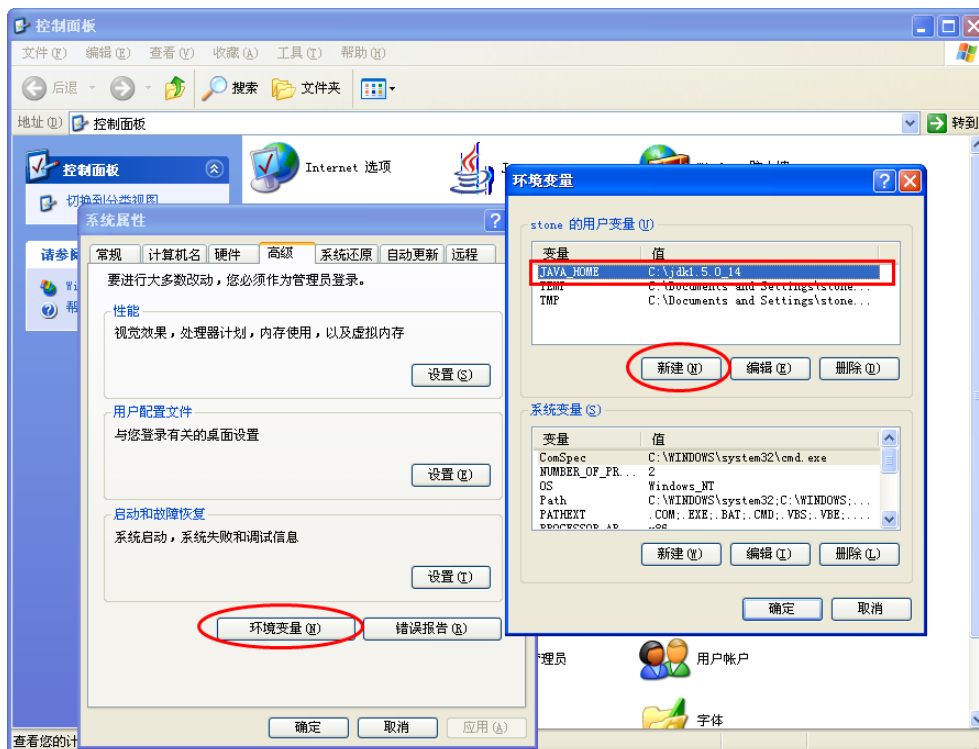 控制面板
文件(F) 编辑(E) 查看(V) 收藏(A) 工具(T) 帮助(H)
后退 搜索 文件夹
地址(D) 控制面板 转到
控制面板
切换到分类视图
请参阅
Internet 选项
系统属性
常规 计算机名 硬件 高级 系统还原 自动更新 远程
要进行大多数改动，您必须作为管理员登录。
性能
视觉效果，处理器计划，内存使用，以及虚拟内存
设置(S)
用户配置文件
与您登录有关的桌面设置
设置(E)
启动和故障恢复
系统启动，系统失败和调试信息
设置(T)
环境变量(N) 错误报告(R)
确定 取消 应用(A)
环境变量
stone 的用户变量(U)
变量 值
JAVA_HOME C:\jdk1.5.0_14
TEMP C:\Documents and Settings\stone...
TMP C:\Documents and Settings\stone...
新建(N) 编辑(E) 删除(D)
系统变量(S)
变量 值
ComSpec C:\WINDOWS\system32\cmd.exe
NUMBER_OF_PR... 2
OS Windows_NT
Path C:\WINDOWS\system32;C:\WINDOWS;...
PATHEXT .COM;.EXE;.BAT;.CMD;.VBS;.VBE;....
PROCESSOR_AR x86
新建(W) 编辑(I) 删除(L)
确定 取消
管理员
用户帐户
字体
查看您的计